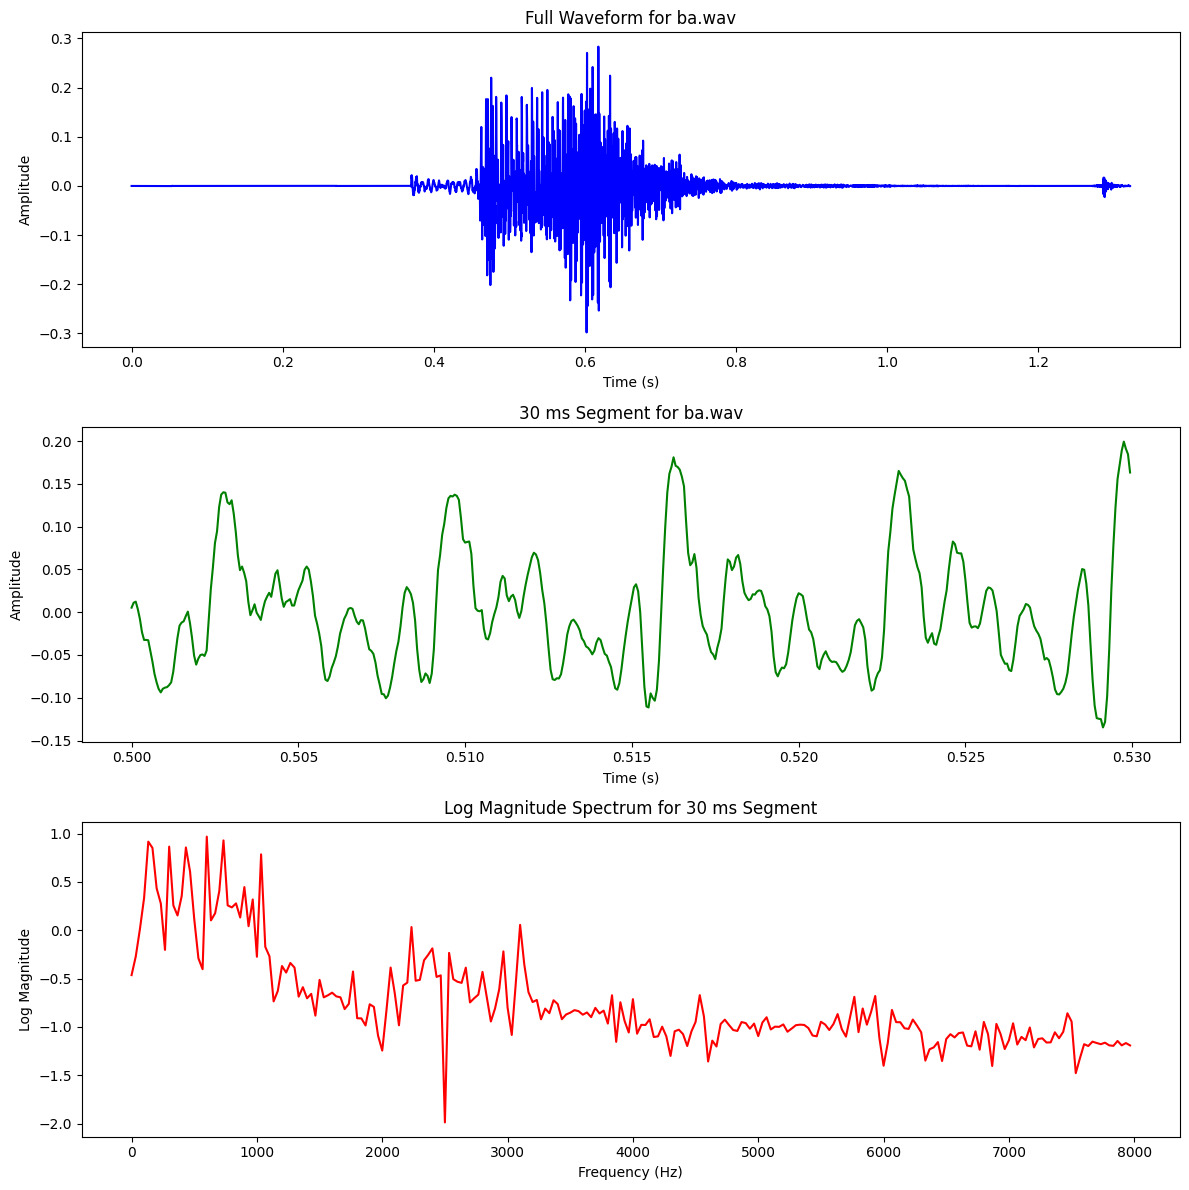 Full Waveform for ba.wav
0.3
0.2
0.1
0.0
−0.1
−0.2
−0.3
Amplitude
0.0 0.2 0.4 0.6 0.8 1.0 1.2
Time (s)
30 ms Segment for ba.wav
0.20
0.15
0.10
0.05
0.00
−0.05
−0.10
−0.15
Amplitude
0.500 0.505 0.510 0.515 0.520 0.525 0.530
Time (s)
Log Magnitude Spectrum for 30 ms Segment
1.0
0.5
0.0
−0.5
−1.0
−1.5
−2.0
Log Magnitude
0 1000 2000 3000 4000 5000 6000 7000 8000
Frequency (Hz)